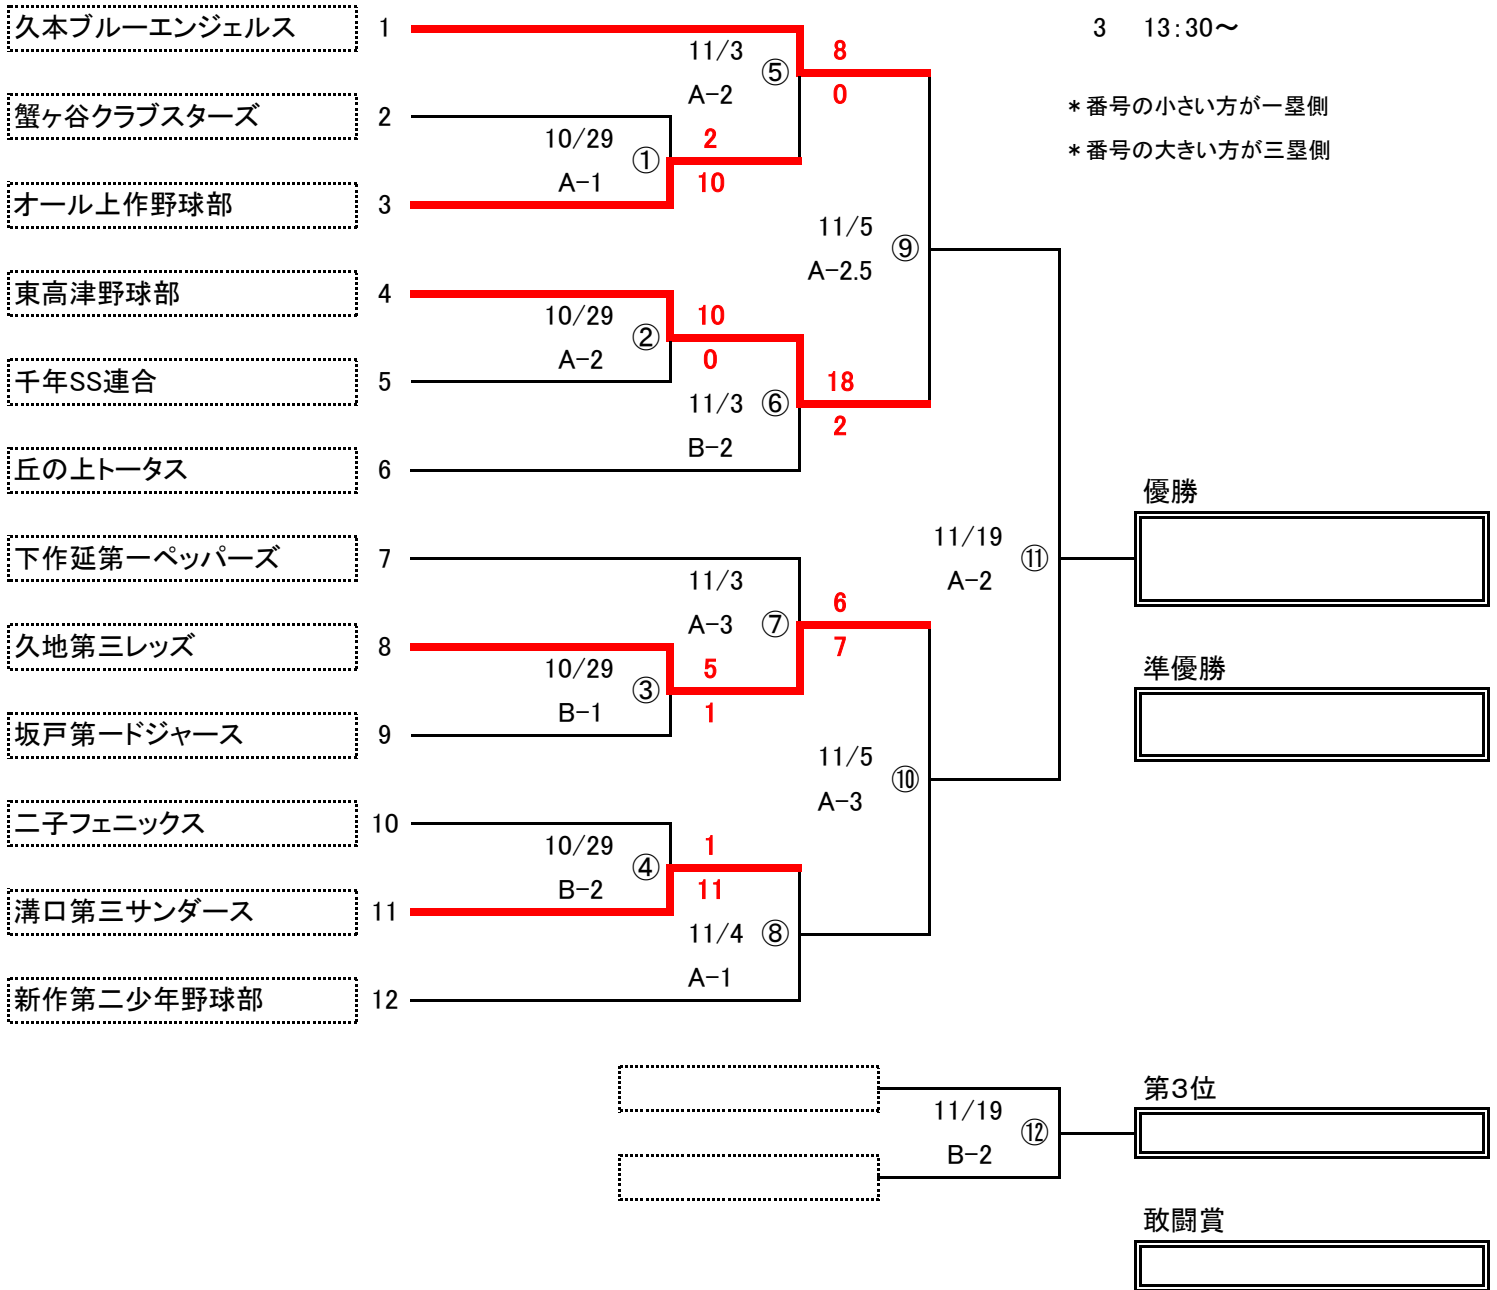 久本ブルーエンジェルス 1
3 13:30～
11/3 ⑤ 8
A-2 0
＊番号の小さい方が一塁側
蟹ヶ谷クラブスターズ 2
10/29 ① 2
＊番号の大きい方が三塁側
A-1 10
オール上作野球部 3
11/5 ⑨
A-2.5
東高津野球部 4
10/29 ② 10
A-2 0
千年SS連合 5
18
11/3 ⑥
2
B-2
丘の上トータス 6
優勝
11/19 ⑪
下作延第一ペッパーズ 7
11/3
A-2
6
A-3 ⑦
7
久地第三レッズ 8
10/29 ③ 5
準優勝
B-1 1
坂戸第一ドジャース 9
11/5 ⑩
A-3
二子フェニックス 10
10/29 ④ 1
B-2 11
溝口第三サンダース 11
11/4 ⑧
A-1
新作第二少年野球部 12
第3位
11/19 ⑫
B-2
敢闘賞